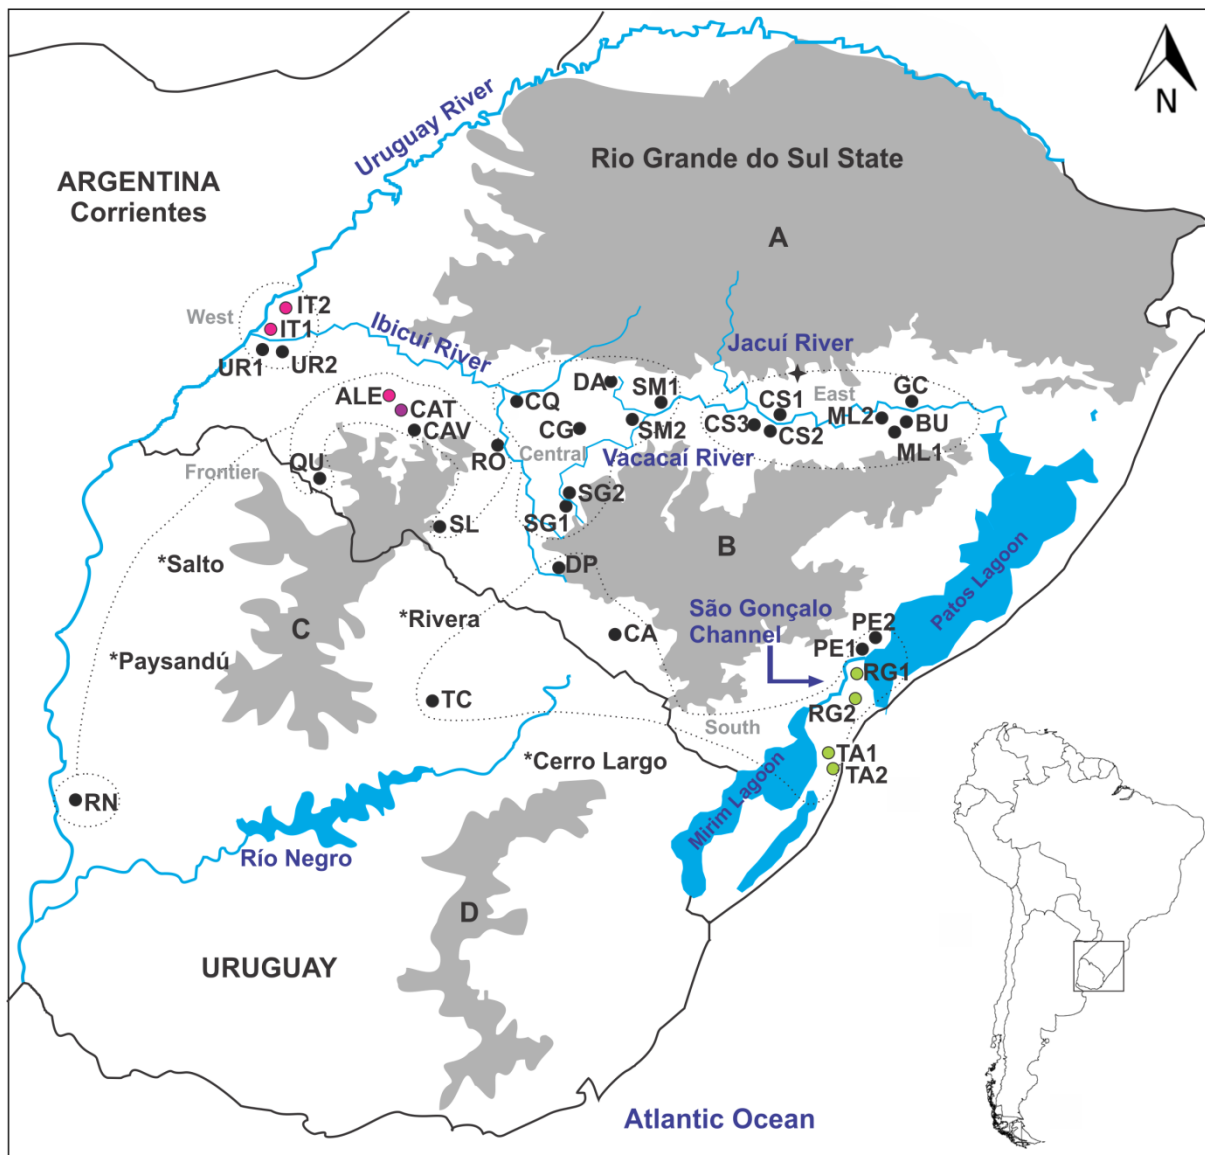 N
Uruguay River
Rio Grande do Sul State
ARGENTINA
Corrientes
A
IT2
West
IT1
Ibicuí River
Jacuí River
UR1
UR2
DA
SM1
East
GC
ALE
CAT
CQ
CS1
ML2
BU
CAV
CG
SM2
CS3
CS2
ML1
RO
Central
Vacacaí River
QU
Frontier
SG2
SG1
SL
B
DP
*Salto
Patos Lagoon
São Gonçalo
Channel
*Rivera
C
CA
PE2
PE1
*Paysandú
RG1
TC
RG2
South
TA1
*Cerro Largo
TA2
RN
Mirim Lagoon
Río Negro
D
URUGUAY
Atlantic Ocean